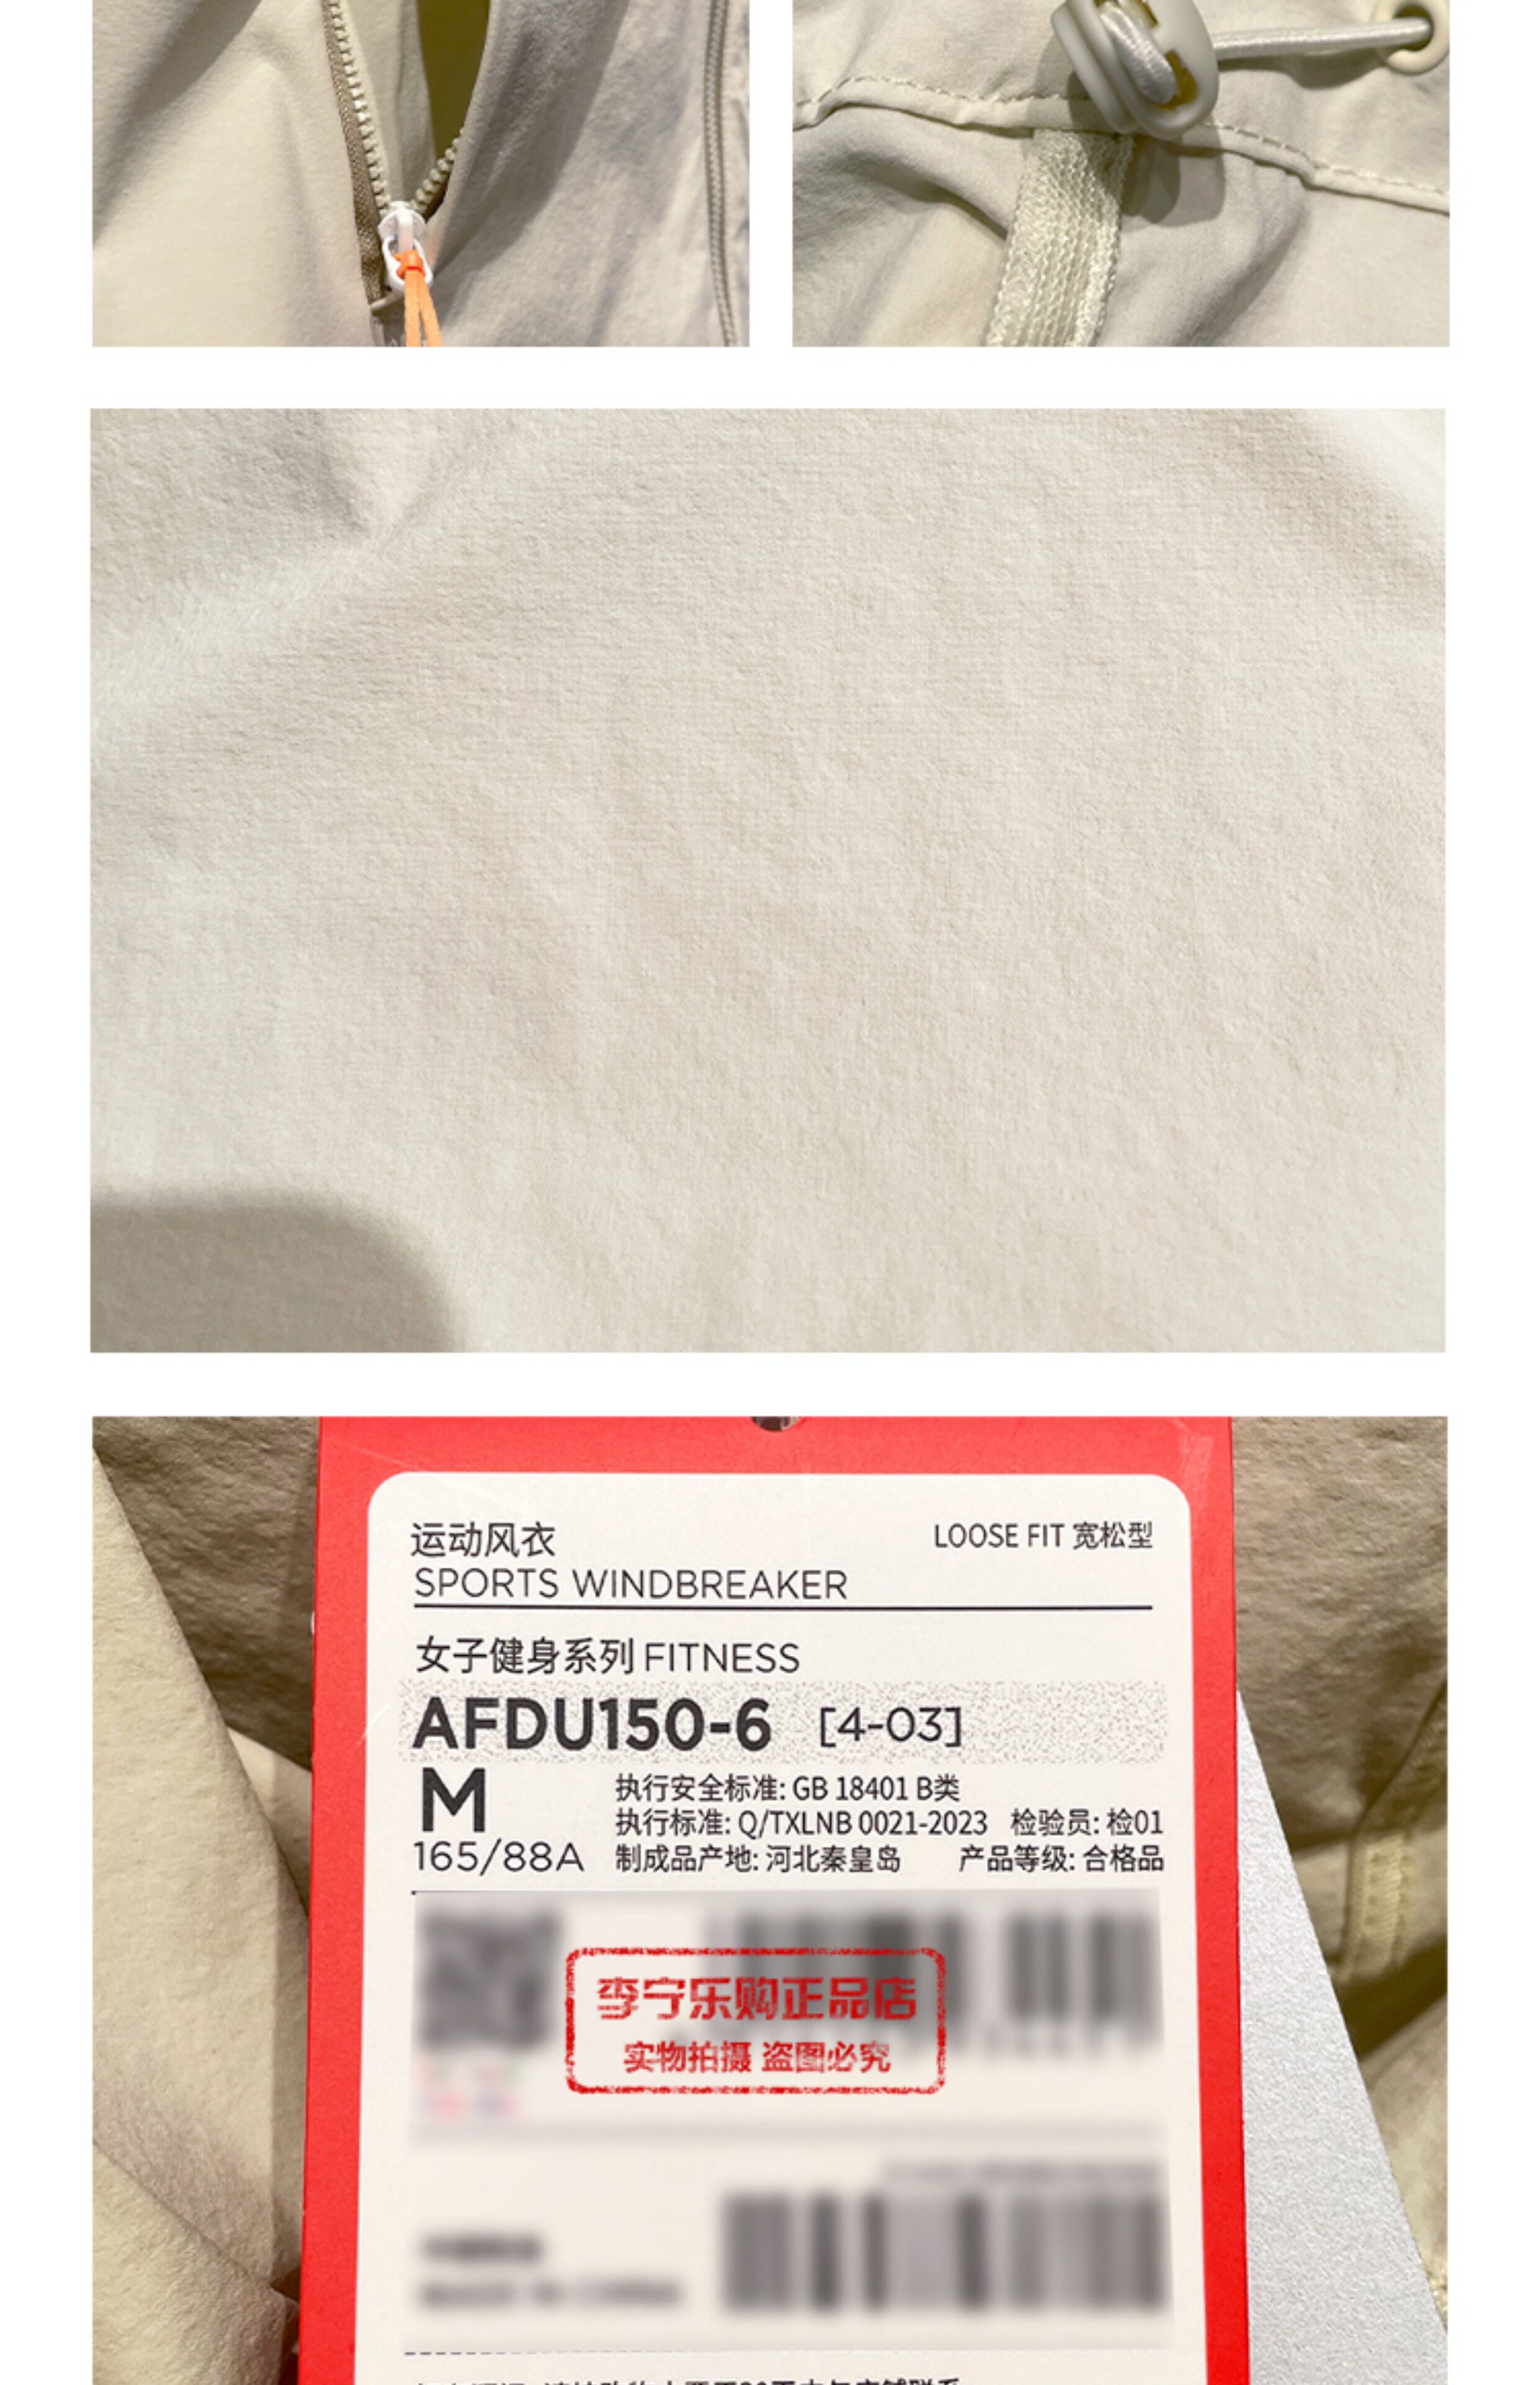 运动风衣
LOOSE FIT 宽松型
SPORTS WINDBREAKER
女子健身系列 FITNESS
AFDU150-6 [4-03]
M
165/88A
执行安全标准: GB 18401 B类
执行标准: Q/TXLNB 0021-2023 检验员: 检01
制成品产地: 河北秦皇岛 产品等级: 合格品
李宁乐购正品店
实物拍摄 盗图必究